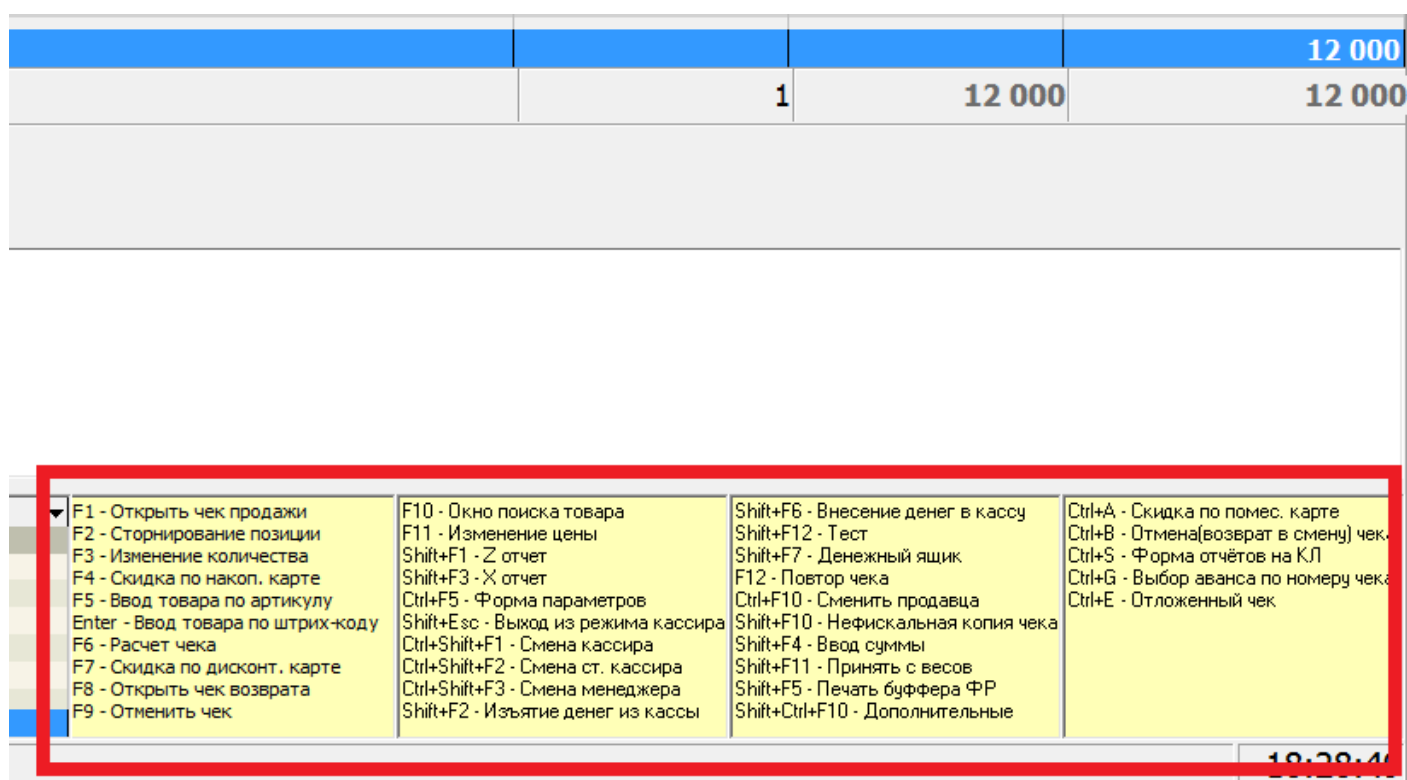 12 000
1 12 000 12 000
F1 - Открыть чек продажи
F2 - Сторнирование позиции
F3 - Изменение количества
F4 - Скидка по накоп. карте
F5 - Ввод товара по артикулу
Enter - Ввод товара по штрих-коду
F6 - Расчет чека
F7 - Скидка по дисконт. карте
F8 - Открыть чек возврата
F9 - Отменить чек
F10 - Окно поиска товара
F11 - Изменение цены
Shift+F1 - Z отчет
Shift+F3 - X отчет
Ctrl+F5 - Форма параметров
Shift+Esc - Выход из режима кассира
Ctrl+Shift+F1 - Смена кассира
Ctrl+Shift+F2 - Смена ст. кассира
Ctrl+Shift+F3 - Смена менеджера
Shift+F2 - Изъятие денег из кассы
Shift+F6 - Внесение денег в кассу
Shift+F12 - Тест
Shift+F7 - Денежный ящик
F12 - Повтор чека
Ctrl+F10 - Сменить продавца
Shift+F10 - Нефискальная копия чека
Shift+F4 - Ввод суммы
Shift+F11 - Принять с весов
Shift+F5 - Печать буффера ФР
Shift+Ctrl+F10 - Дополнительные
Ctrl+A - Скидка по помес. карте
Ctrl+B - Отмена(возврат в смену) чека
Ctrl+S - Форма отчётов на КЛ
Ctrl+G - Выбор аванса по номеру чека
Ctrl+E - Отложенный чек